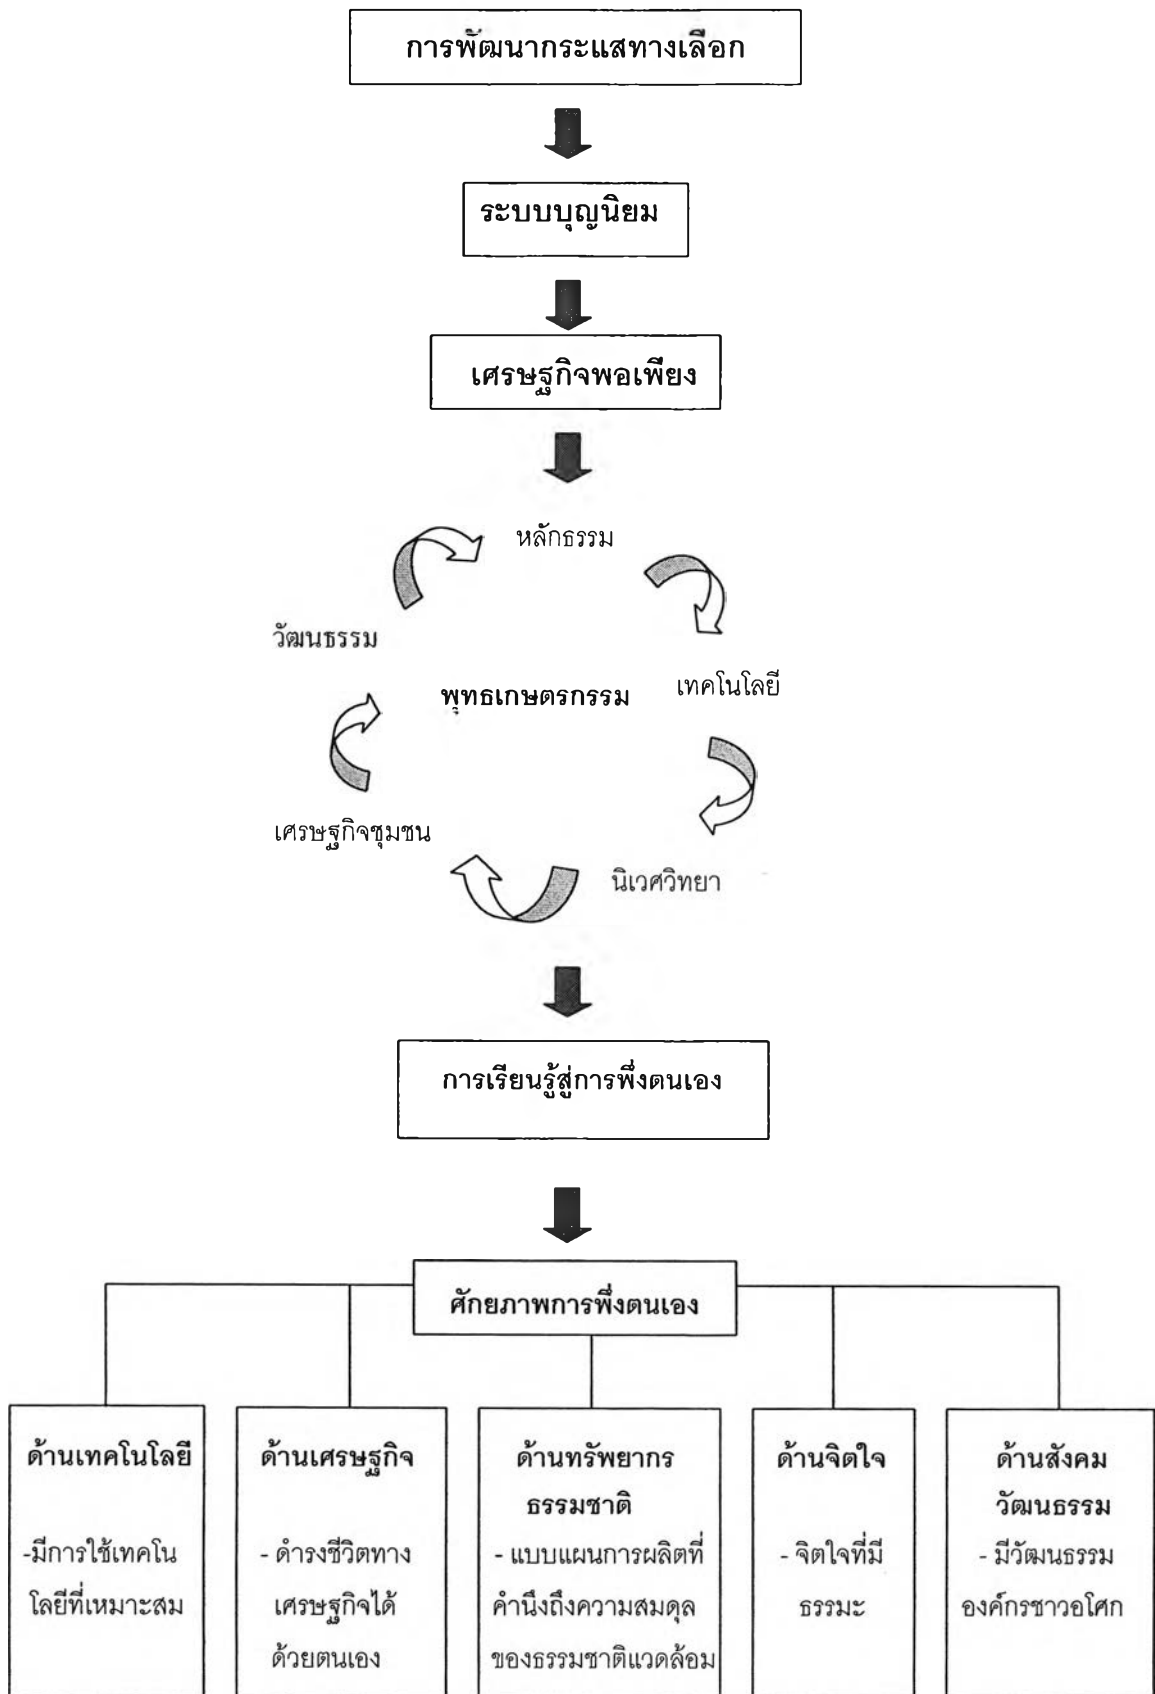 การพัฒนากระแสทางเลือก
ระบบบุญนิยม
เศรษฐกิจพอเพียง
หลักธรรม
วัฒนธรรม
เทคโนโลยี
พุทธเกษตรกรรม
เศรษฐกิจชุมชน
นิเวศวิทยา
การเรียนรู้สู่การพึ่งตนเอง
ศักยภาพการพึ่งตนเอง
ด้านเทคโนโลยี
-มีการใช้เทคโน
โลยีที่เหมาะสม
ด้านเศรษฐกิจ
- ดำรงชีวิตทาง
เศรษฐกิจได้
ด้วยตนเอง
ด้านทรัพยากร
ธรรมชาติ
- แบบแผนการผลิตที่
คำนึงถึงความสมดุล
ของธรรมชาติแวดล้อม
ด้านจิตใจ
- จิตใจที่มี
ธรรมะ
ด้านสังคม
วัฒนธรรม
- มีวัฒนธรรม
องค์กรชาวอโศก